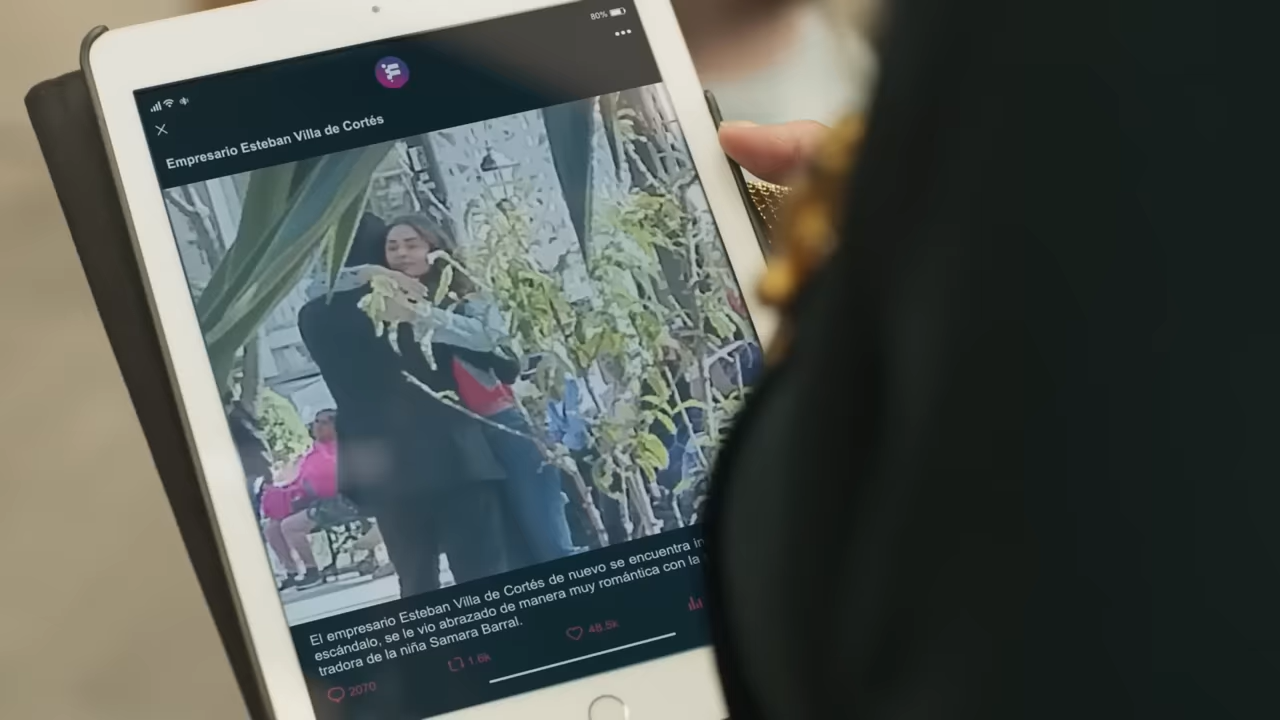 80%
Empresario Esteban Villa de Cortés
El empresario Esteban Villa de Cortés de nuevo se encuentra
escándalo, se le vio abrazado de manera muy romántica con la
tradora de la niña Samara Barral.
2070 1.6k 48.5k